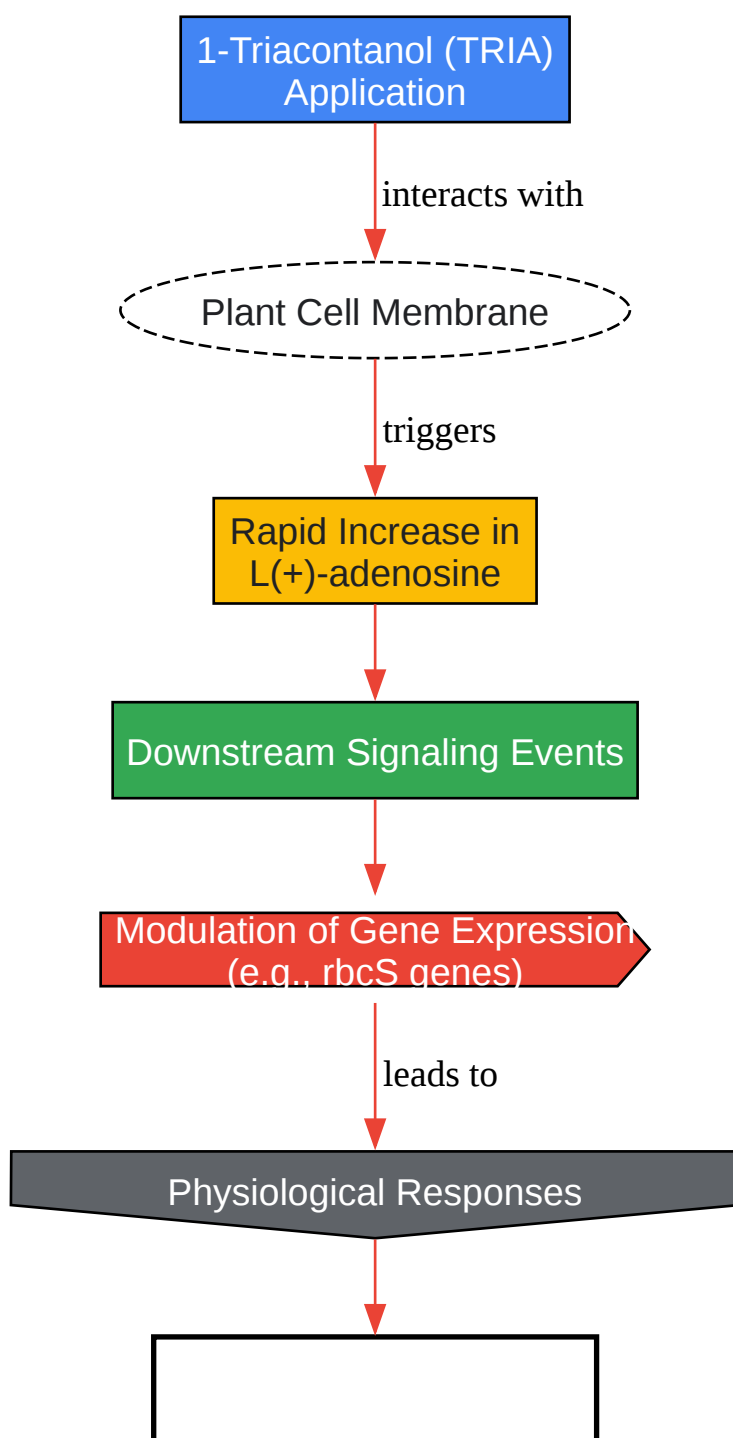 1-Triacontanol (TRIA)
Application
interacts with
Plant Cell Membrane
triggers
Rapid Increase in
L(+)-adenosine
Downstream Signaling Events
Modulation of Gene Expression
(e.g., rbcS genes)
leads to
Physiological Responses